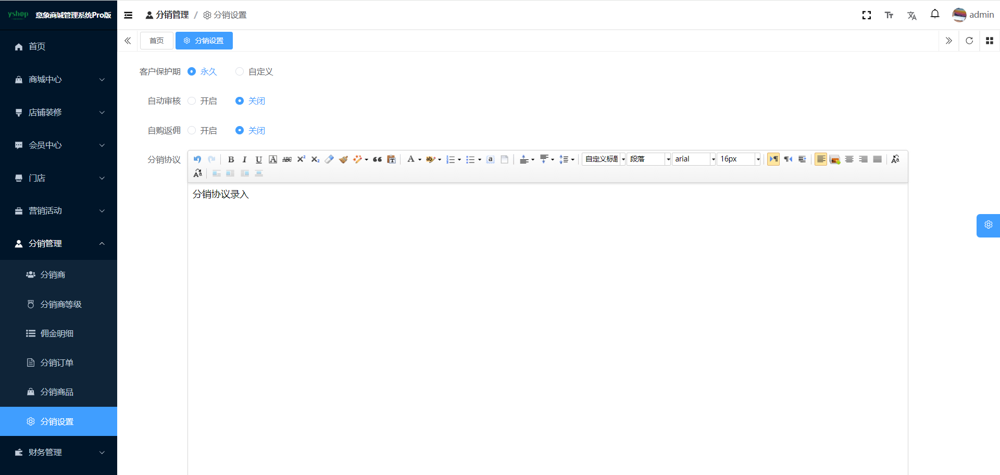 yshop 意象商城管理系统Pro版
分销管理 / 分销设置
admin
首页
分销设置
首页
商城中心
店铺装修
会员中心
门店
营销活动
分销管理
分销商
分销商等级
佣金明细
分销订单
分销商品
分销设置
财务管理
客户保护期 永久 自定义
自动审核 开启 关闭
自购返佣 开启 关闭
分销协议
自定义标题 段落 arial 16px
分销协议录入